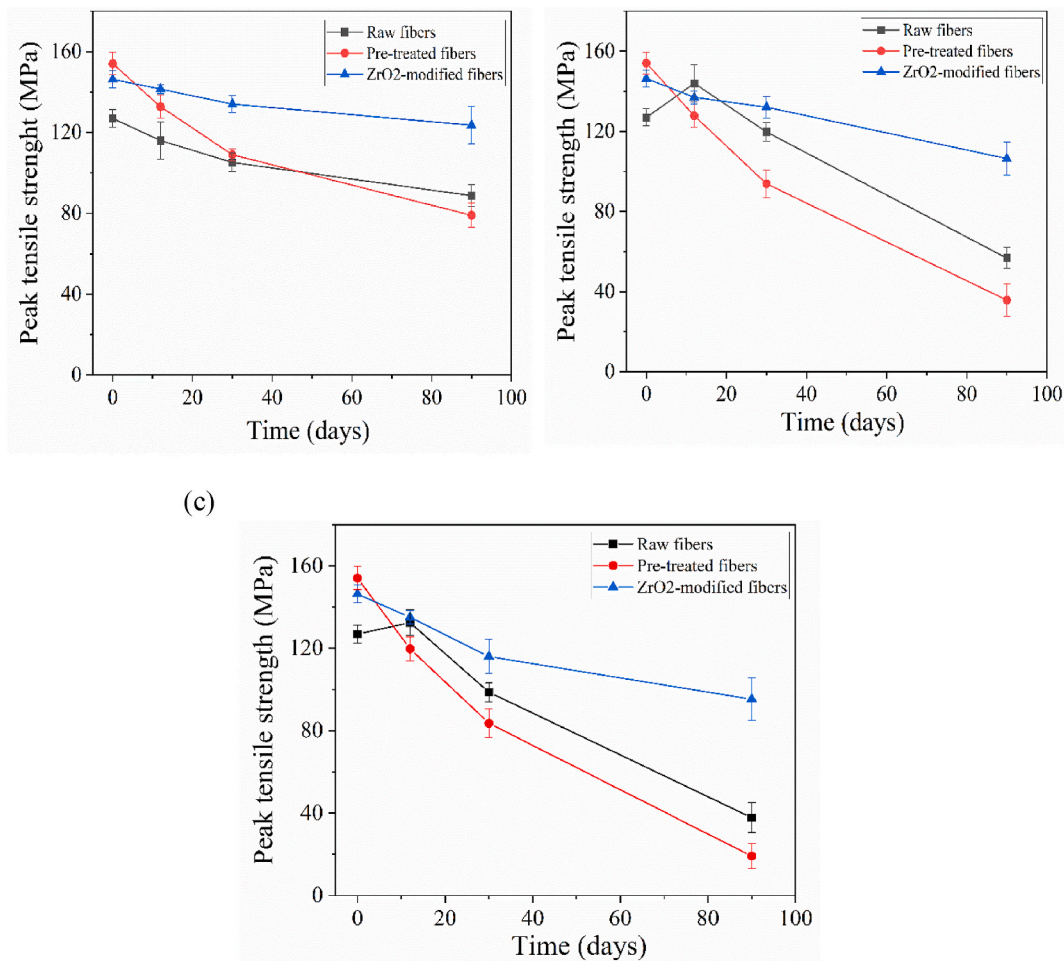 Raw fibers
Pre-treated fibers
ZrO2-modified fibers
Peak tensile strenght (MPa)
160
120
80
40
0
0 20 40 60 80 100
Time (days)
Raw fibers
Pre-treated fibers
ZrO2-modified fibers
Peak tensile strength (MPa)
160
120
80
40
0
0 20 40 60 80 100
Time (days)
(c)
Raw fibers
Pre-treated fibers
ZrO2-modified fibers
Peak tensile strength (MPa)
160
120
80
40
0
0 20 40 60 80 100
Time (days)